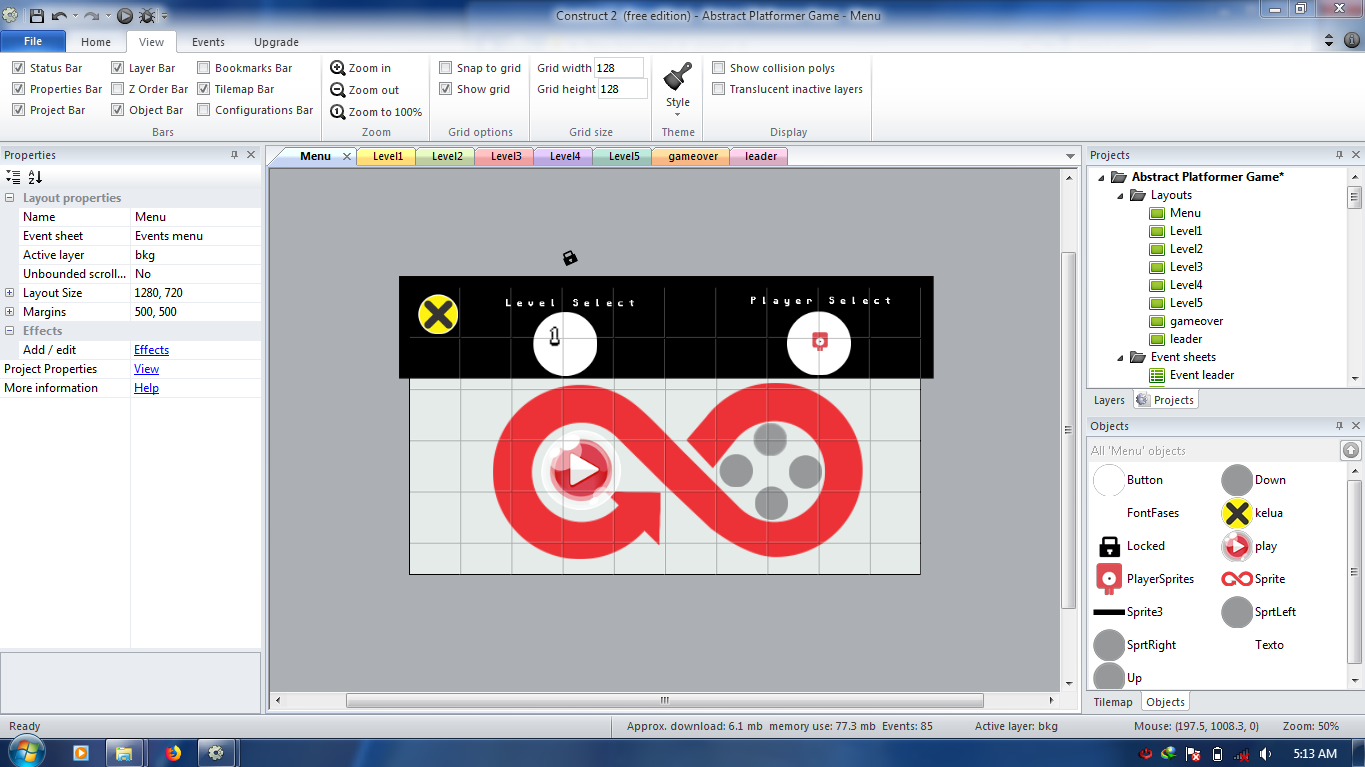 Construct 2 (free edition) - Abstract Platformer Game - Menu
File Home View Events Upgrade
Status Bar Layer Bar Bookmarks Bar Zoom in Snap to grid Grid width 128 Show collision polys
Properties Bar Z Order Bar Tilemap Bar Zoom out Show grid Grid height 128 Translucent inactive layers
Project Bar Object Bar Configurations Bar Zoom to 100% Style
Bars Zoom Grid options Grid size Theme Display
Properties
Layout properties
Name Menu
Event sheet Events menu
Active layer bkg
Unbounded scroll... No
Layout Size 1280, 720
Margins 500, 500
Effects
Add / edit Effects
Project Properties View
More information Help
Menu Level1 Level2 Level3 Level4 Level5 gameover leader
Level Select Player Select
1
Projects
Abstract Platformer Game*
Layouts
Menu
Level1
Level2
Level3
Level4
Level5
gameover
leader
Event sheets
Event leader
Layers Projects
Objects
All 'Menu' objects
Button Down
FontFases kelua
Locked play
PlayerSprites Sprite
Sprite3 SprtLeft
SprtRight Texto
Up
Tilemap Objects
Ready Approx. download: 6.1 mb memory use: 77.3 mb Events: 85 Active layer: bkg Mouse: (197.5, 1008.3, 0) Zoom: 50%
5:13 AM